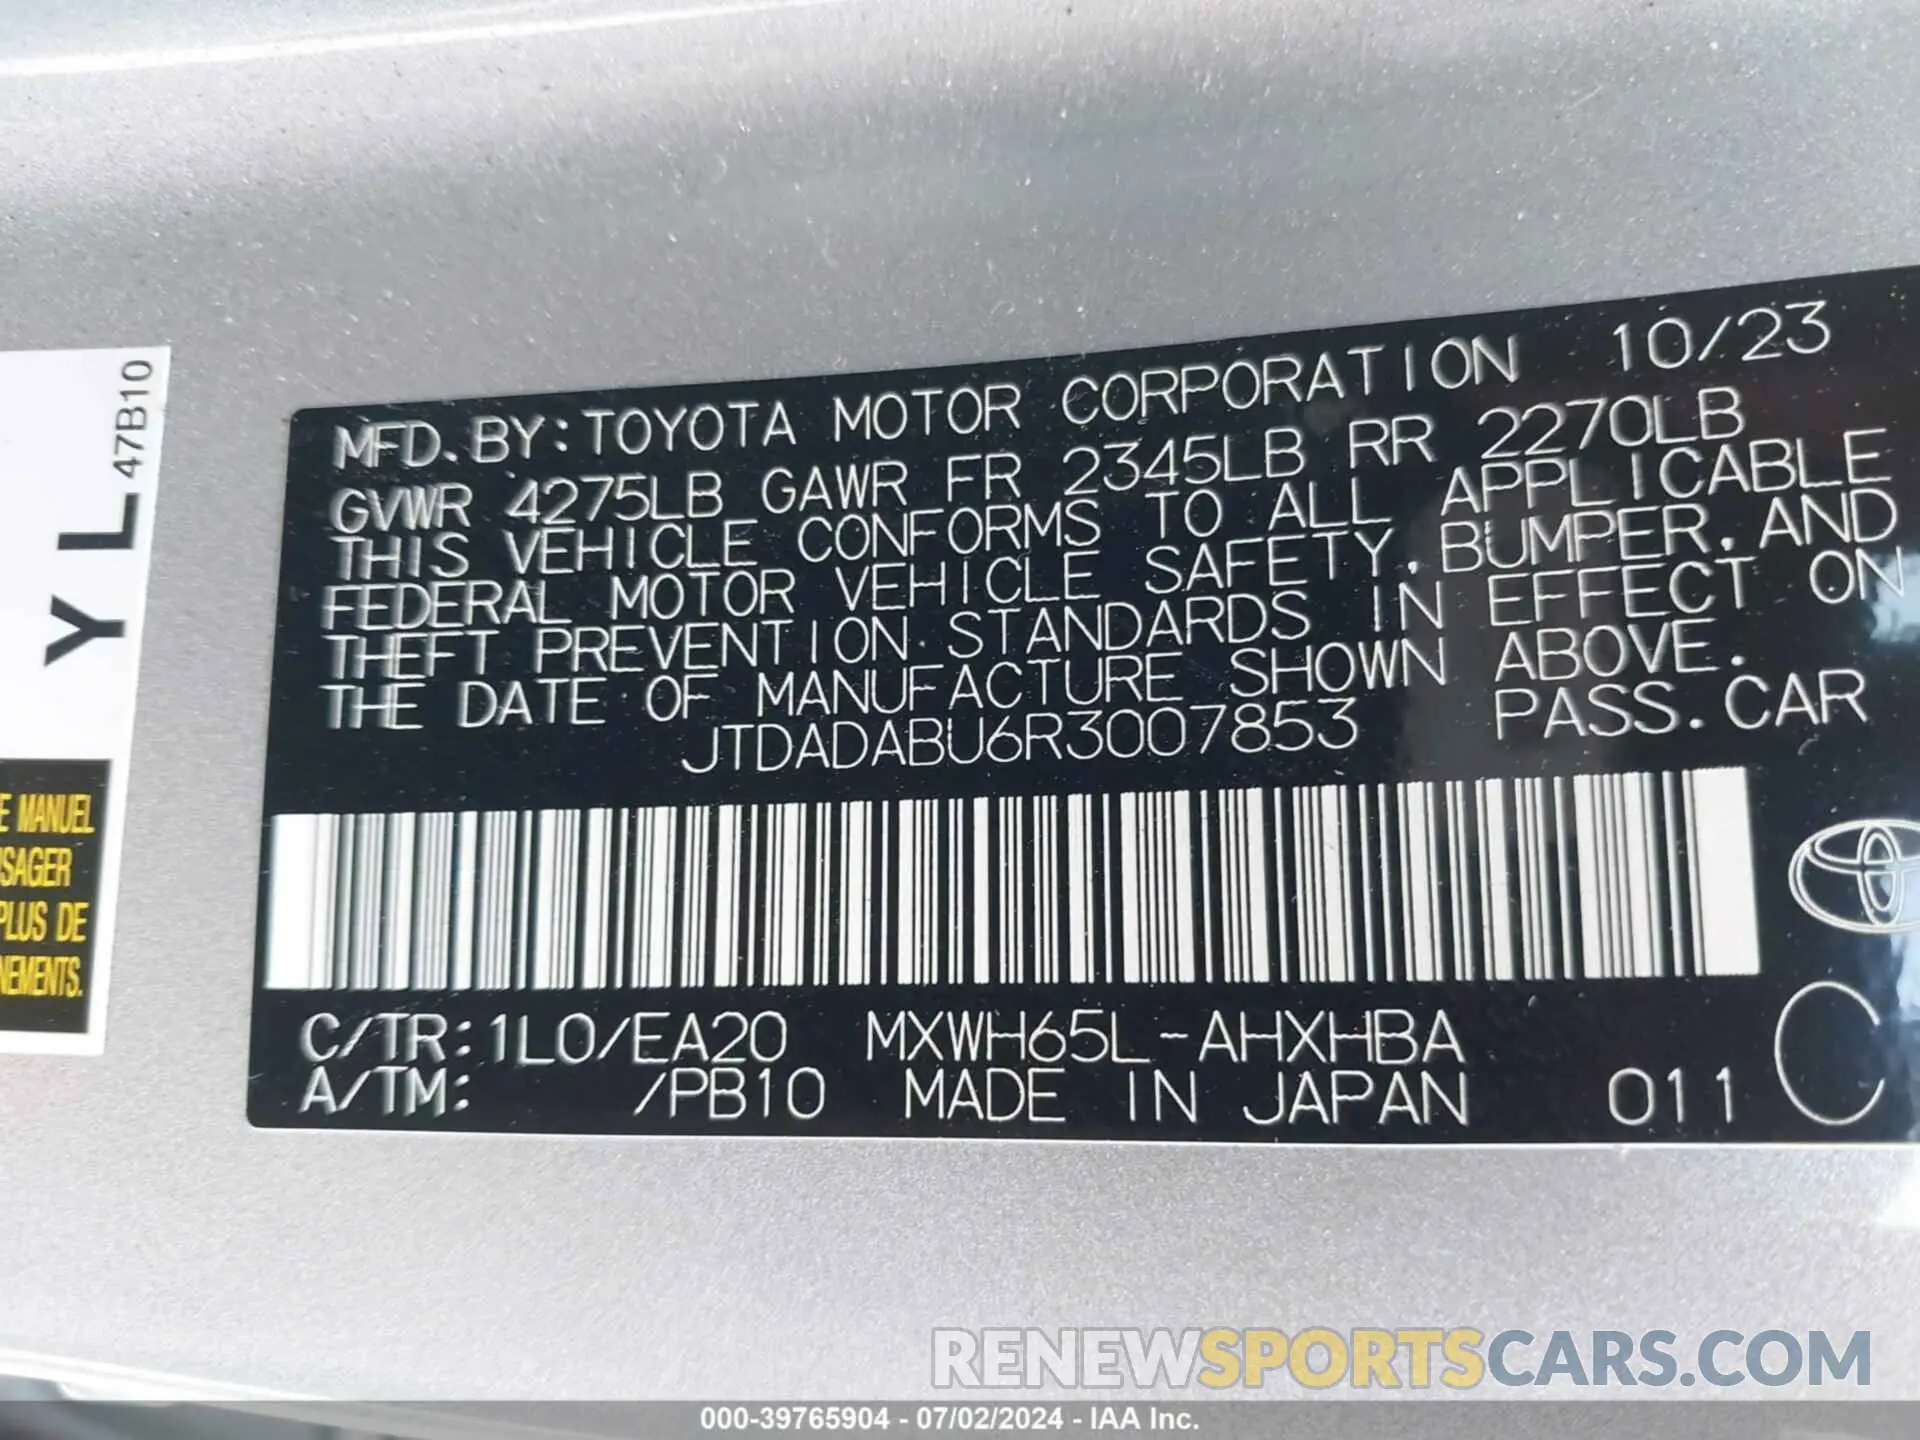 MFD. BY:TOYOTA MOTOR CORPORATION 10/23
GVWR 4275LB GAWR FR 2345LB RR 2270LB
THIS VEHICLE CONFORMS TO ALL APPLICABLE
FEDERAL MOTOR VEHICLE SAFETY, BUMPER, AND
THEFT PREVENTION STANDARDS IN EFFECT ON
THE DATE OF MANUFACTURE SHOWN ABOVE.
JTDADABU6R3007853 PASS. CAR
C/TR:1L0/EA20 MXWH65L-AHXHBA
A/TM: /PB10 MADE IN JAPAN 011 C
YL 47B10
E MANUEL
SAGER
PLUS DE
NEMENTS.
RENEWSPORTSCARS.COM
000-39765904 - 07/02/2024 - IAA Inc.